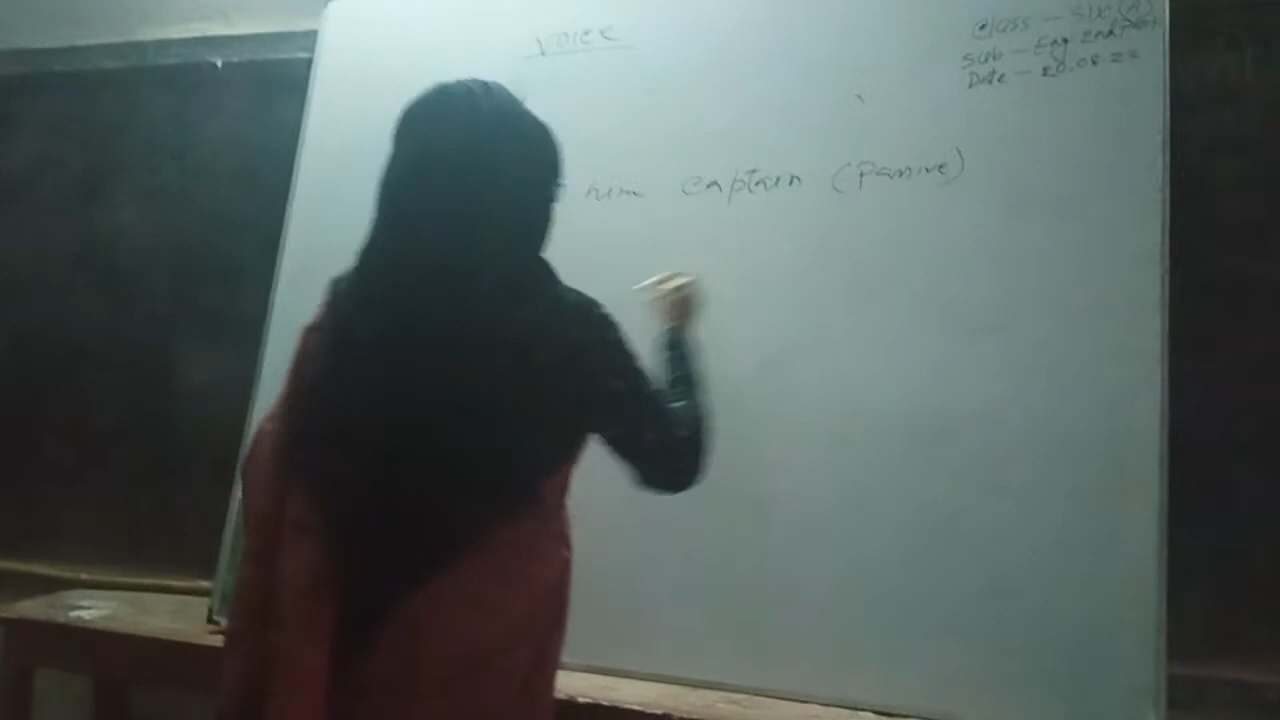 Voice
Class - Six (A)
Sub - Eng 2nd Paper
Date - 20.08.22
him captain (Passive)